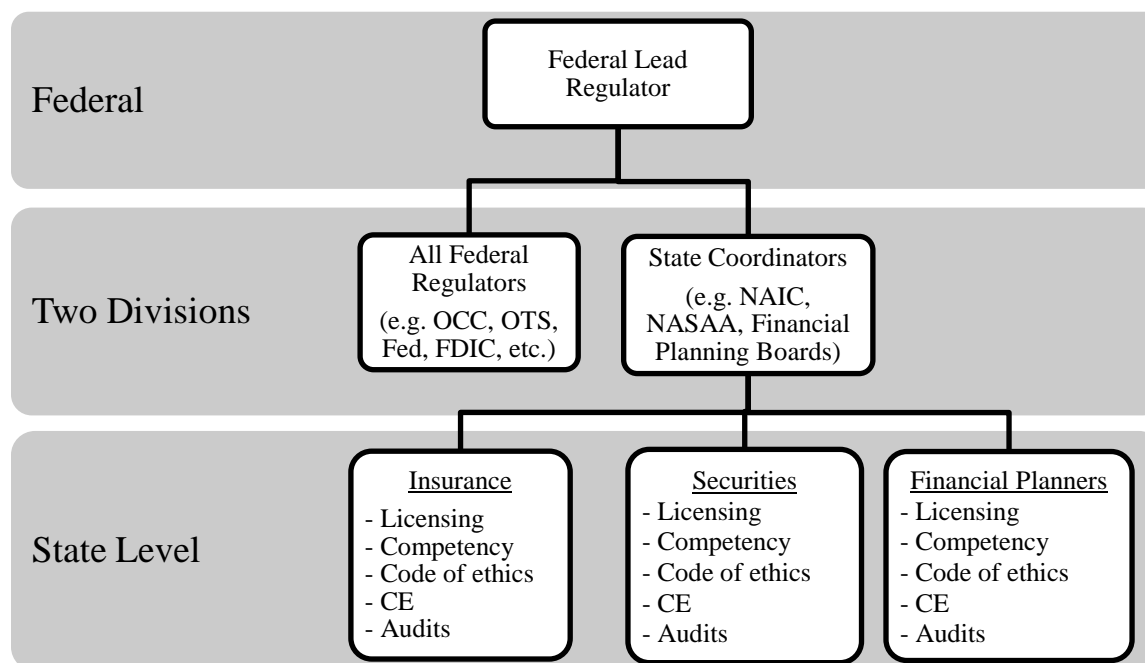 Federal
Federal Lead
Regulator
Two Divisions
All Federal
Regulators
(e.g. OCC, OTS,
Fed, FDIC, etc.)
State Coordinators
(e.g. NAIC,
NASAA, Financial
Planning Boards)
State Level
Insurance
- Licensing
- Competency
- Code of ethics
- CE
- Audits
Securities
- Licensing
- Competency
- Code of ethics
- CE
- Audits
Financial Planners
- Licensing
- Competency
- Code of ethics
- CE
- Audits